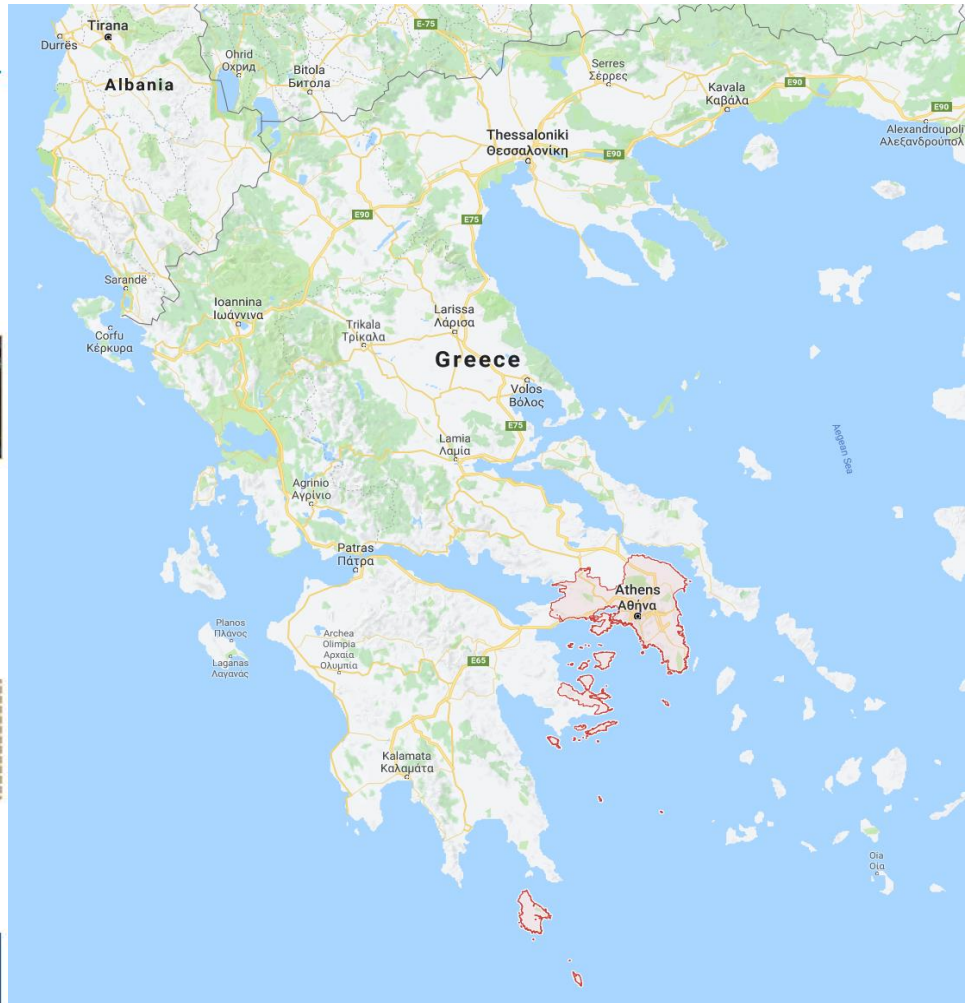 Tirana
Durrës
E-75
Ohrid
Охрид
Bitola
Битола
Albania
Serres
Σέρρες
Kavala
Καβάλα
E90
E90
Alexandroupoli
Αλεξανδρούπολ
Thessaloniki
Θεσσαλονίκη
E90
E90
E75
Sarandë
Ioannina
Ιωάννινα
Corfu
Κέρκυρα
Trikala
Τρίκαλα
Larissa
Λάρισα
Greece
Volos
Βόλος
E75
Lamia
Λαμία
Aegean Sea
Agrinio
Αγρίνιο
Patras
Πάτρα
Athens
Αθήνα
Planos
Πλάνος
Laganas
Λαγανάς
Archea
Olimpia
Αρχαία
Ολυμπία
E65
Kalamata
Καλαμάτα
Oia
Οία